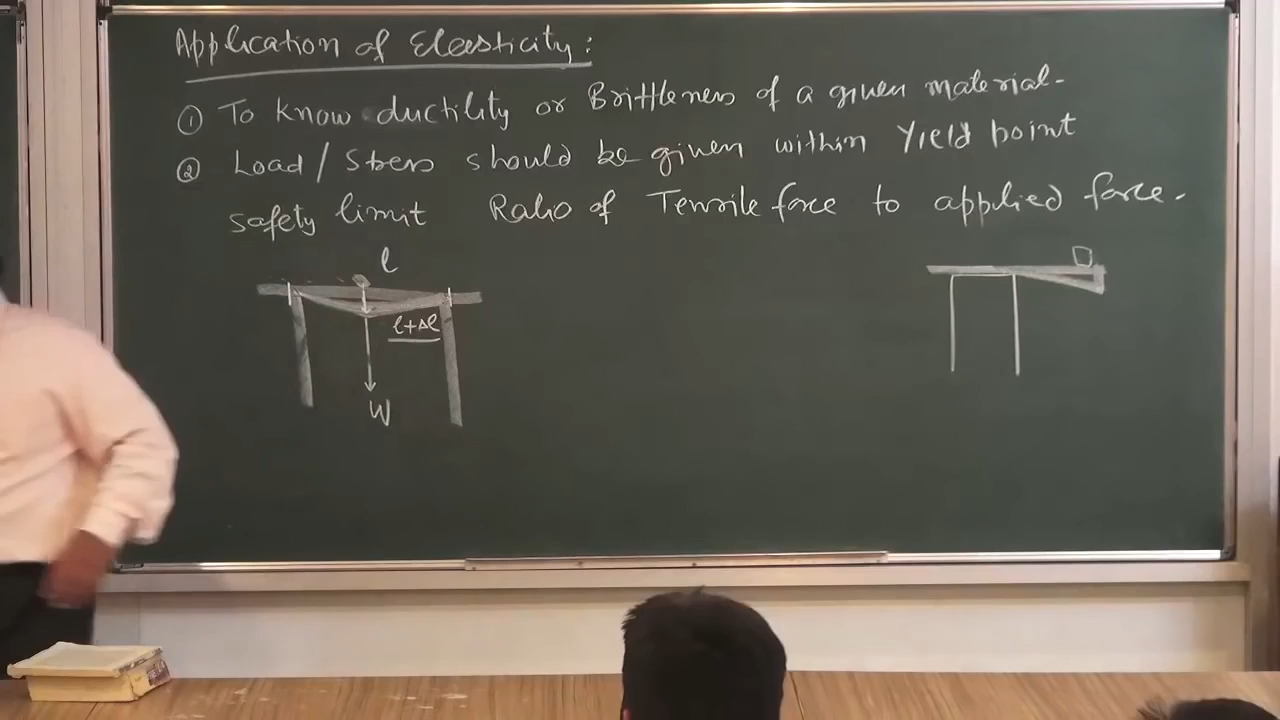 Application of Elasticity:
① To know ductility or Brittleness of a given material-
② Load / Stress should be given within Yield point
safety limit Ratio of Tensile force to applied force.
l
l+Δl
W